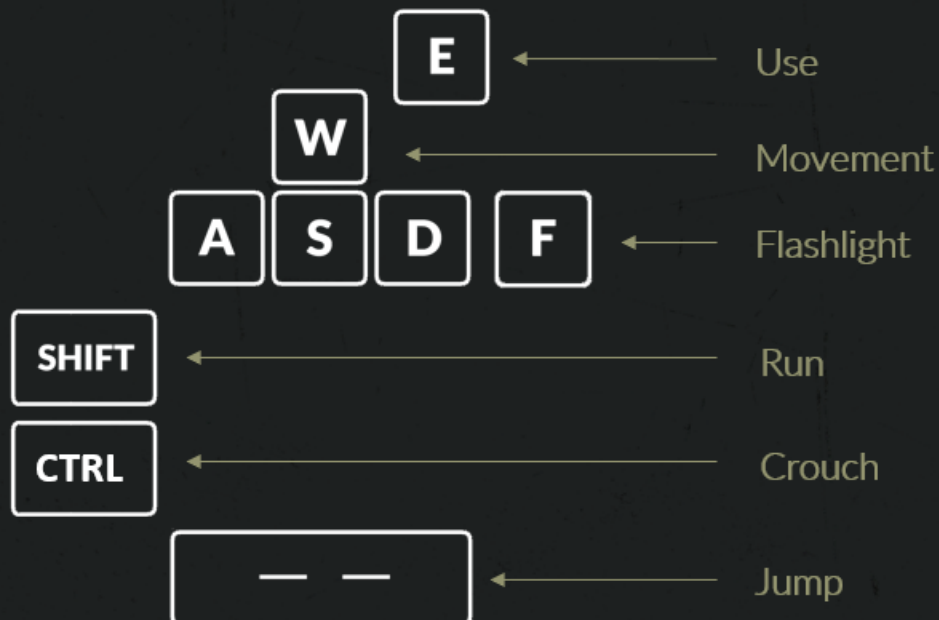 E Use
W Movement
A S D F Flashlight
SHIFT Run
CTRL Crouch
Jump